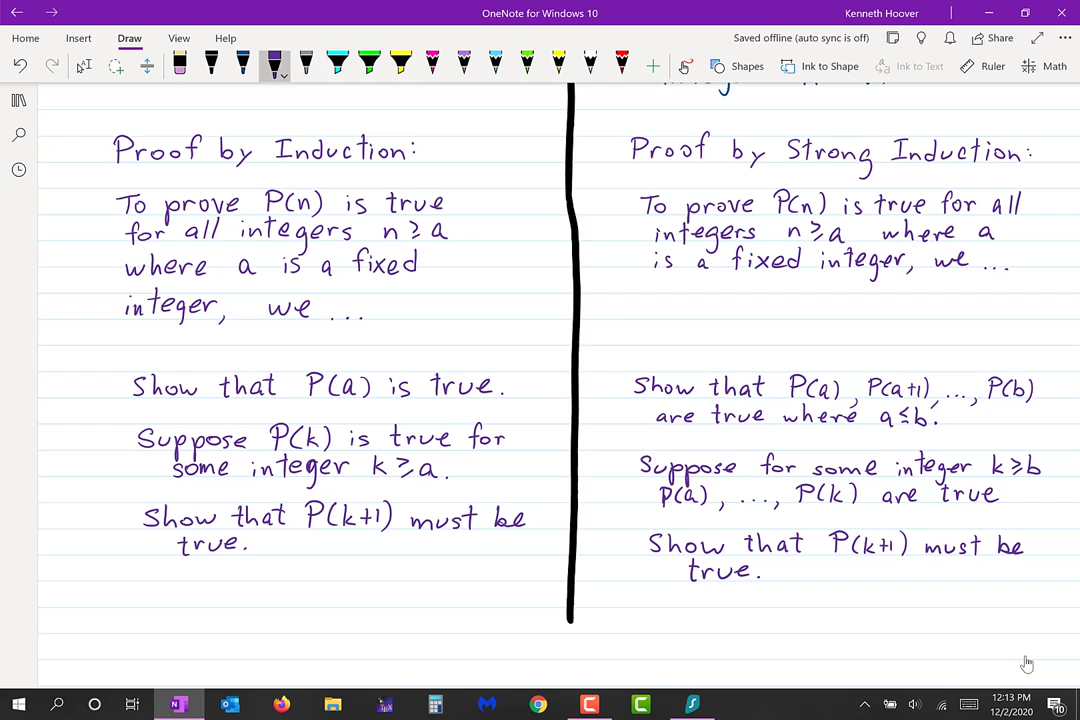 OneNote for Windows 10
Kenneth Hoover
Home Insert Draw View Help
Saved offline (auto sync is off)
Share
Shapes
Ink to Shape
Ink to Text
Ruler
Math
Proof by Induction:
To prove P(n) is true
for all integers n ≥ a
where a is a fixed
integer, we ...
Show that P(a) is true.
Suppose P(k) is true for
some integer k ≥ a.
Show that P(k+1) must be
true.
Proof by Strong Induction:
To prove P(n) is true for all
integers n ≥ a where a
is a fixed integer, we ...
Show that P(a), P(a+1), ..., P(b)
are true where a ≤ b.
Suppose for some integer k ≥ b
P(a), ..., P(k) are true
Show that P(k+1) must be
true.
12:13 PM
12/2/2020
10